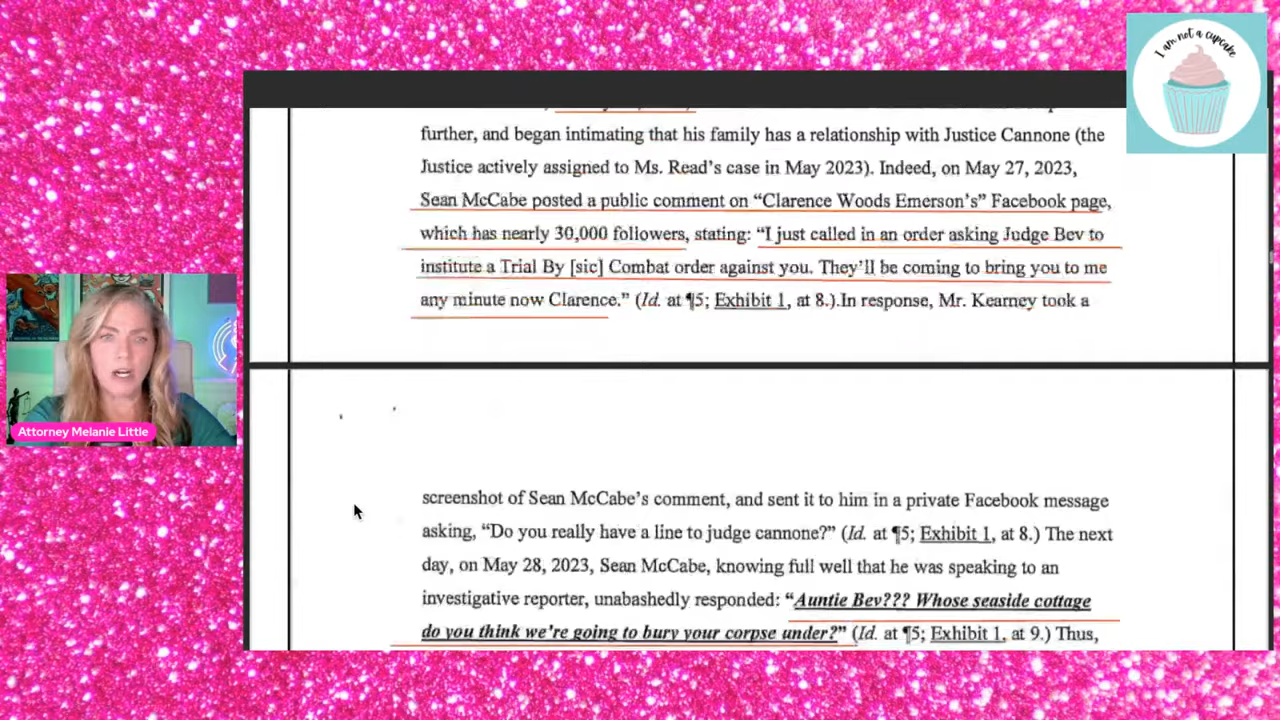 I am not a cupcake
further, and began intimating that his family has a relationship with Justice Cannone (the
Justice actively assigned to Ms. Read's case in May 2023). Indeed, on May 27, 2023,
Sean McCabe posted a public comment on “Clarence Woods Emerson's” Facebook page,
which has nearly 30,000 followers, stating: “I just called in an order asking Judge Bev to
institute a Trial By [sic] Combat order against you. They'll be coming to bring you to me
any minute now Clarence.” (Id. at ¶5; Exhibit 1, at 8.).In response, Mr. Kearney took a
Attorney Melanie Little
screenshot of Sean McCabe's comment, and sent it to him in a private Facebook message
asking, “Do you really have a line to judge cannone?” (Id. at ¶5; Exhibit 1, at 8.) The next
day, on May 28, 2023, Sean McCabe, knowing full well that he was speaking to an
investigative reporter, unabashedly responded: “Auntie Bev??? Whose seaside cottage
do you think we're going to bury your corpse under?” (Id. at ¶5; Exhibit 1, at 9.) Thus,